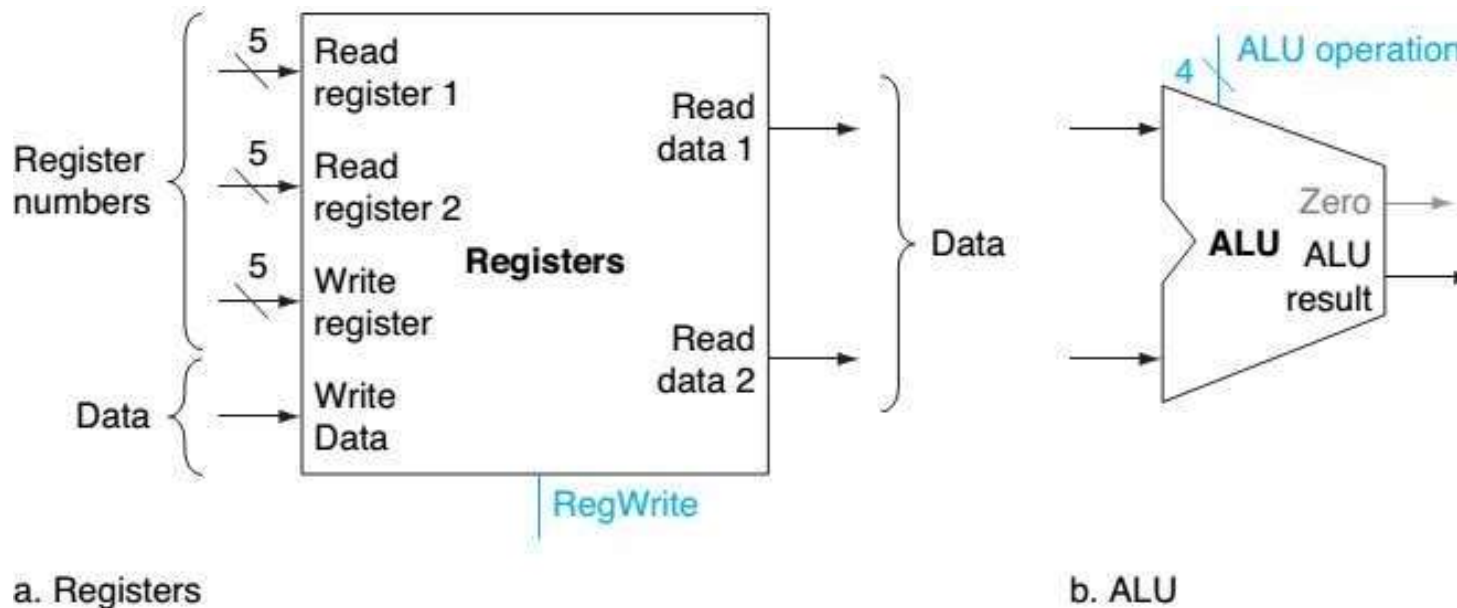 Register
numbers
Data
5
Read
register 1
5
Read
register 2
5
Write
register
Write
Data
Registers
Read
data 1
Read
data 2
RegWrite
Data
4
ALU operation
Zero
ALU
ALU
result
a. Registers
b. ALU